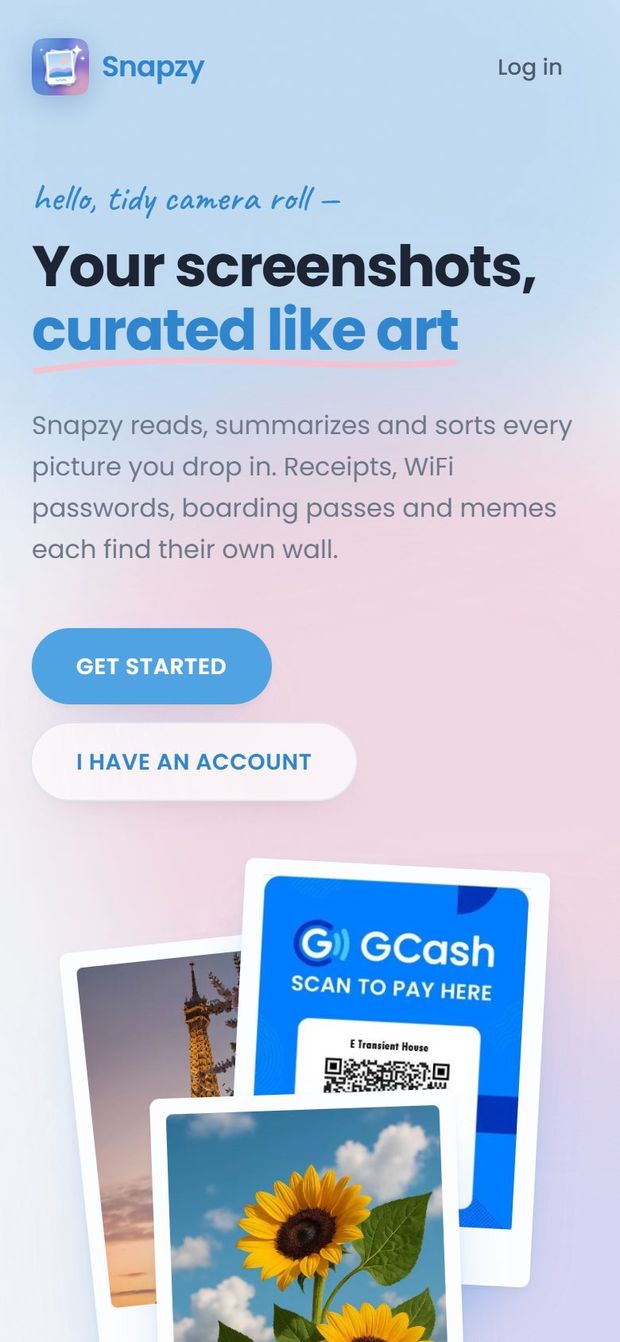 Snapzy
Log in
hello, tidy camera roll —
Your screenshots,
curated like art
Snapzy reads, summarizes and sorts every
picture you drop in. Receipts, WiFi
passwords, boarding passes and memes
each find their own wall.
GET STARTED
I HAVE AN ACCOUNT
G GCash
SCAN TO PAY HERE
E Transient House